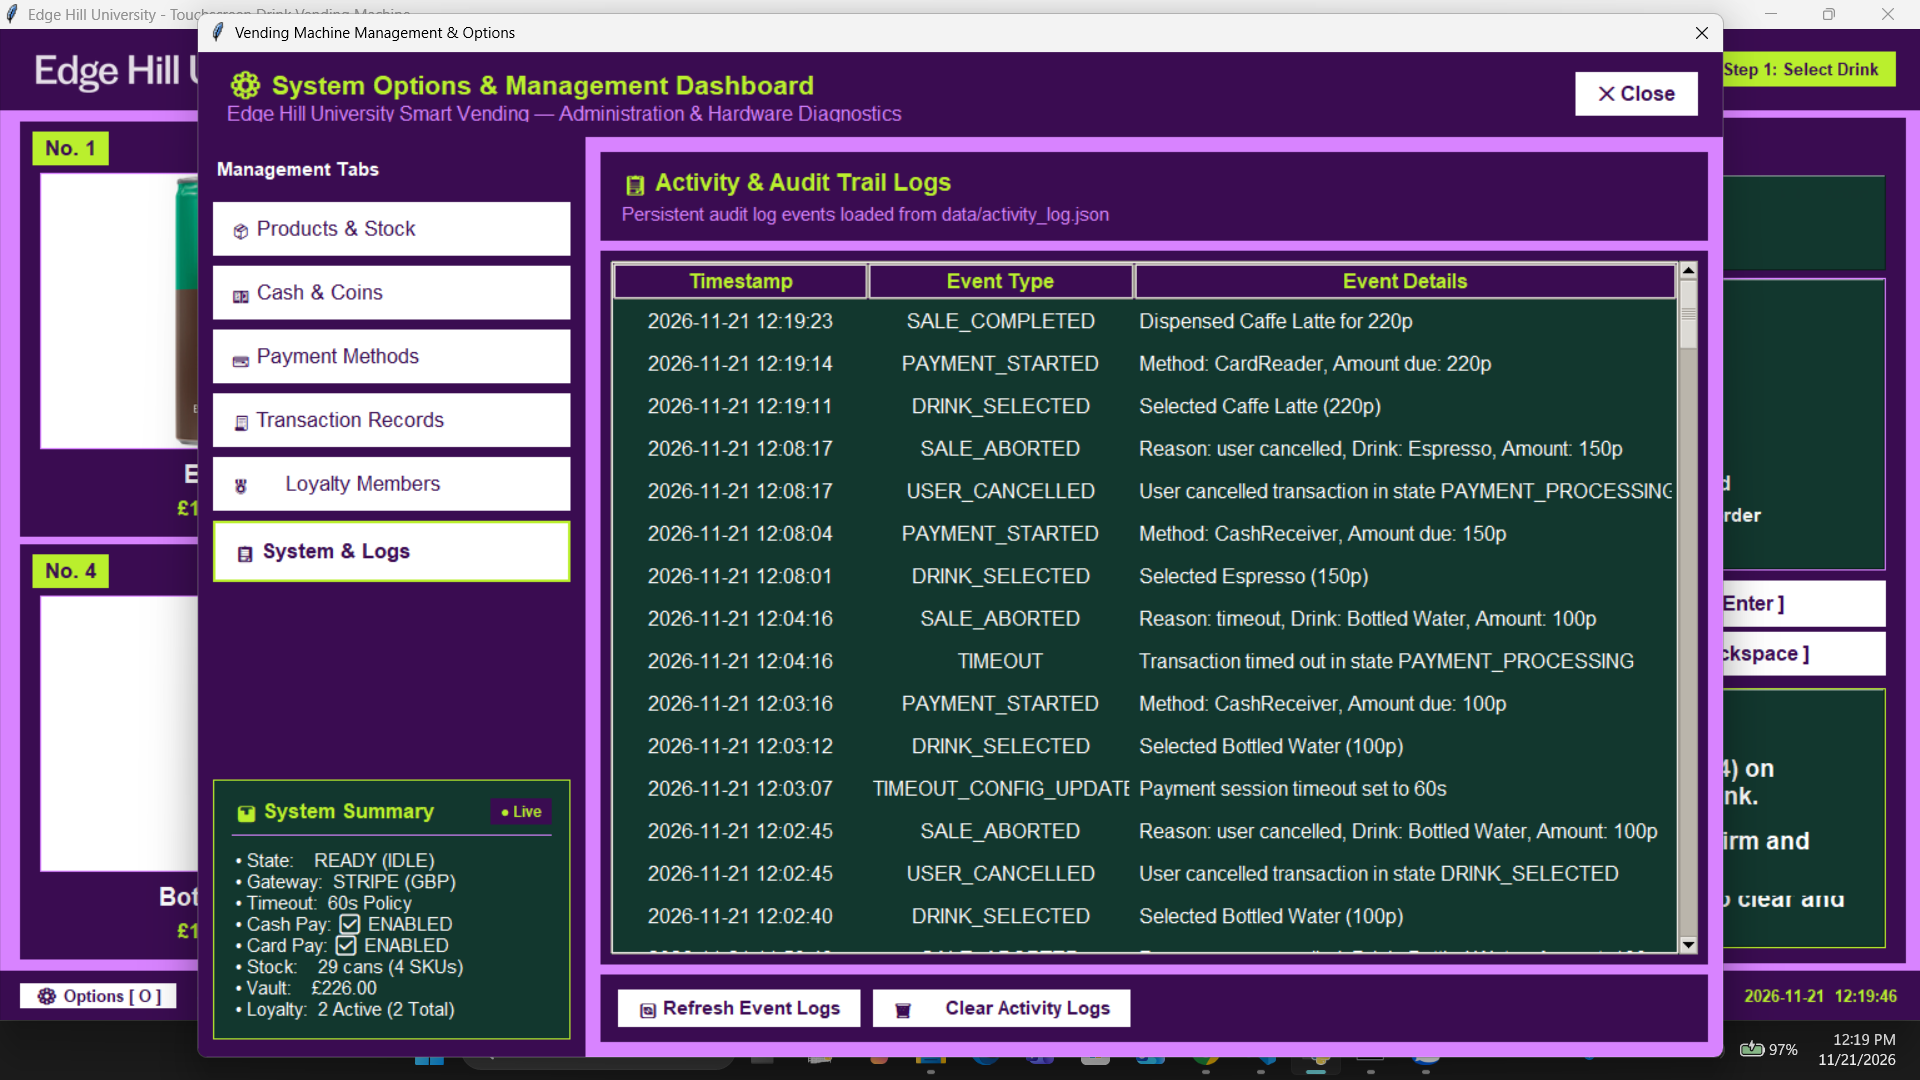 Edge Hill University - Touchscreen Drink Vending Machine
Vending Machine Management & Options
Edge Hill
System Options & Management Dashboard
Edge Hill University Smart Vending — Administration & Hardware Diagnostics
Close
Step 1: Select Drink
No. 1
Management Tabs
Products & Stock
Cash & Coins
Payment Methods
Transaction Records
Loyalty Members
System & Logs
No. 4
Activity & Audit Trail Logs
Persistent audit log events loaded from data/activity_log.json
Timestamp Event Type Event Details
2026-11-21 12:19:23 SALE_COMPLETED Dispensed Caffe Latte for 220p
2026-11-21 12:19:14 PAYMENT_STARTED Method: CardReader, Amount due: 220p
2026-11-21 12:19:11 DRINK_SELECTED Selected Caffe Latte (220p)
2026-11-21 12:08:17 SALE_ABORTED Reason: user cancelled, Drink: Espresso, Amount: 150p
2026-11-21 12:08:17 USER_CANCELLED User cancelled transaction in state PAYMENT_PROCESSING
2026-11-21 12:08:04 PAYMENT_STARTED Method: CashReceiver, Amount due: 150p
2026-11-21 12:08:01 DRINK_SELECTED Selected Espresso (150p)
2026-11-21 12:04:16 SALE_ABORTED Reason: timeout, Drink: Bottled Water, Amount: 100p
2026-11-21 12:04:16 TIMEOUT Transaction timed out in state PAYMENT_PROCESSING
2026-11-21 12:03:16 PAYMENT_STARTED Method: CashReceiver, Amount due: 100p
2026-11-21 12:03:12 DRINK_SELECTED Selected Bottled Water (100p)
2026-11-21 12:03:07 TIMEOUT_CONFIG_UPDATE Payment session timeout set to 60s
2026-11-21 12:02:45 SALE_ABORTED Reason: user cancelled, Drink: Bottled Water, Amount: 100p
2026-11-21 12:02:45 USER_CANCELLED User cancelled transaction in state DRINK_SELECTED
2026-11-21 12:02:40 DRINK_SELECTED Selected Bottled Water (100p)
System Summary
• Live
• State: READY (IDLE)
• Gateway: STRIPE (GBP)
• Timeout: 60s Policy
• Cash Pay: ENABLED
• Card Pay: ENABLED
• Stock: 29 cans (4 SKUs)
• Vault: £226.00
• Loyalty: 2 Active (2 Total)
Refresh Event Logs
Clear Activity Logs
rder
Enter ]
ckspace ]
4) on
nk.
irm and
clear and
Bot
£1
£1
Options [ O ]
2026-11-21 12:19:46
97%
12:19 PM
11/21/2026